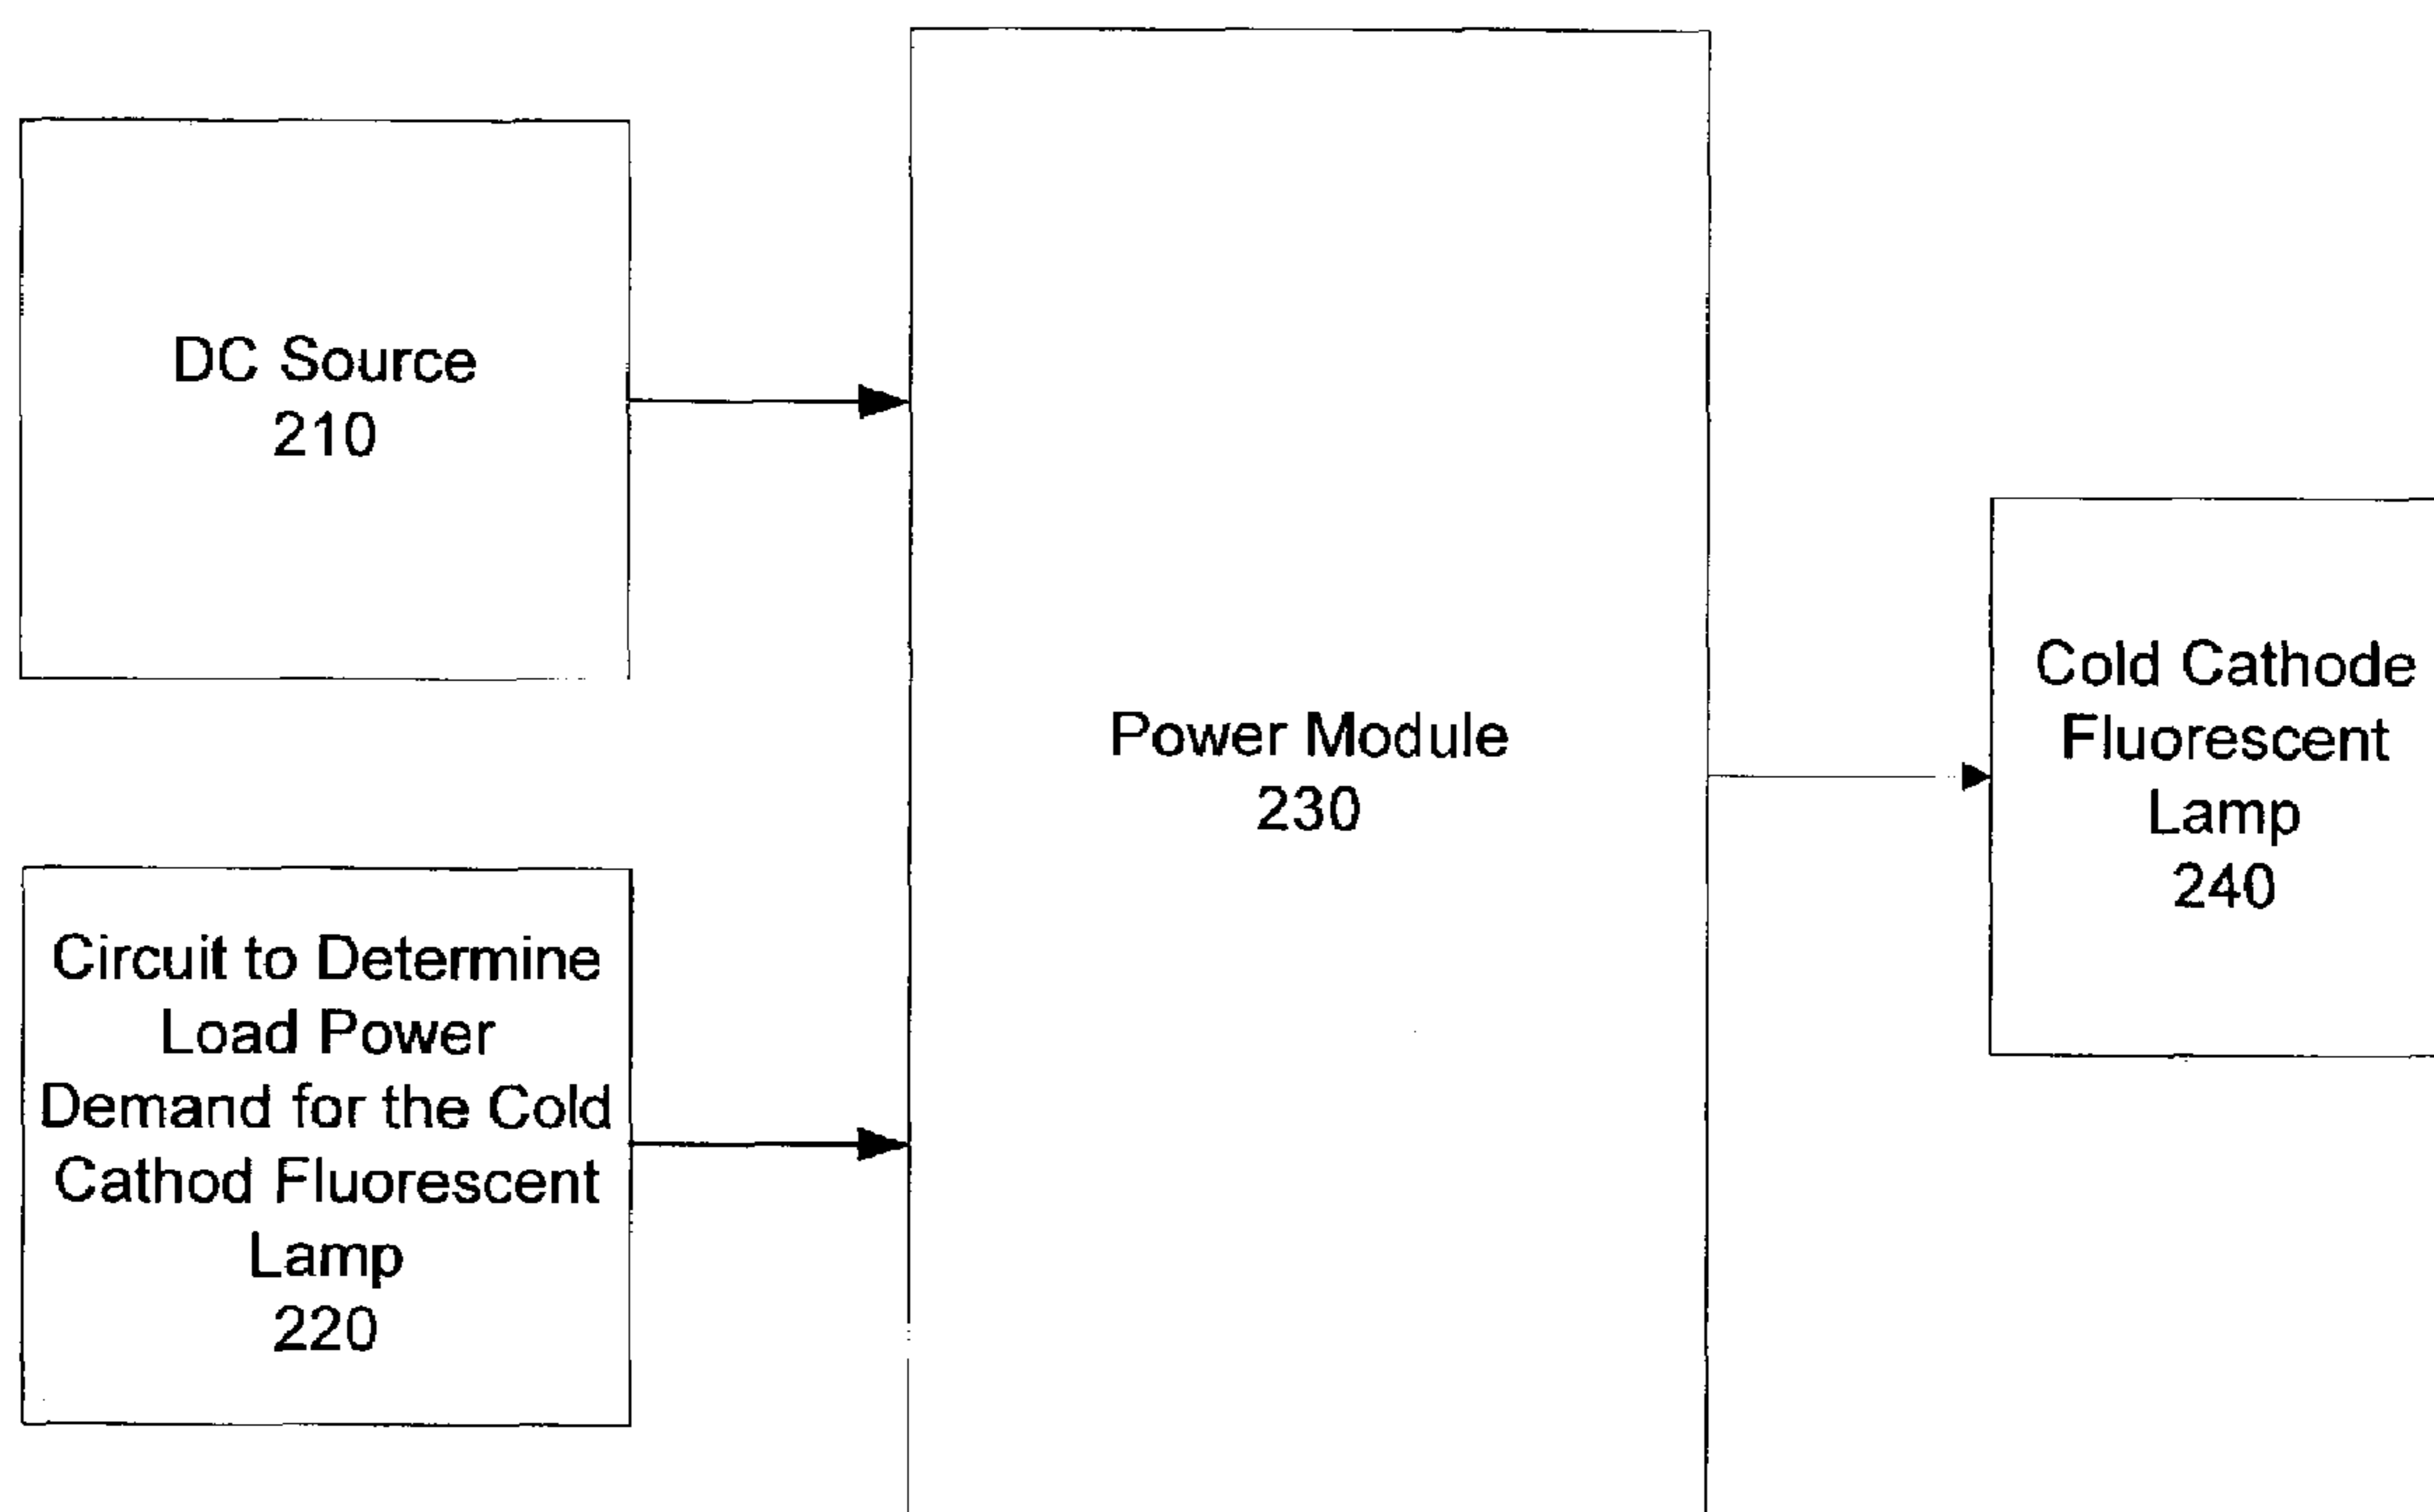 DC Source
210
Circuit to Determine
Load Power
Demand for the Cold
Cathod Fluorescent
Lamp
220
Power Module
230
Cold Cathode
Fluorescent
Lamp
240